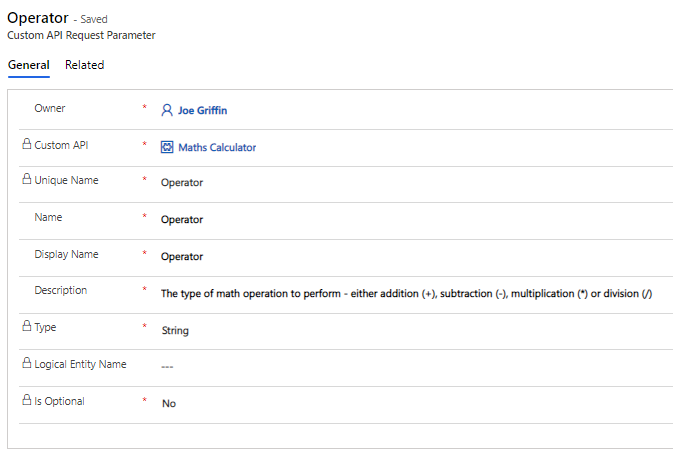 Operator - Saved
Custom API Request Parameter
General Related
Owner * Joe Griffin
Custom API * Maths Calculator
Unique Name * Operator
Name * Operator
Display Name * Operator
Description * The type of math operation to perform - either addition (+), subtraction (-), multiplication (*) or division (/)
Type * String
Logical Entity Name ---
Is Optional * No